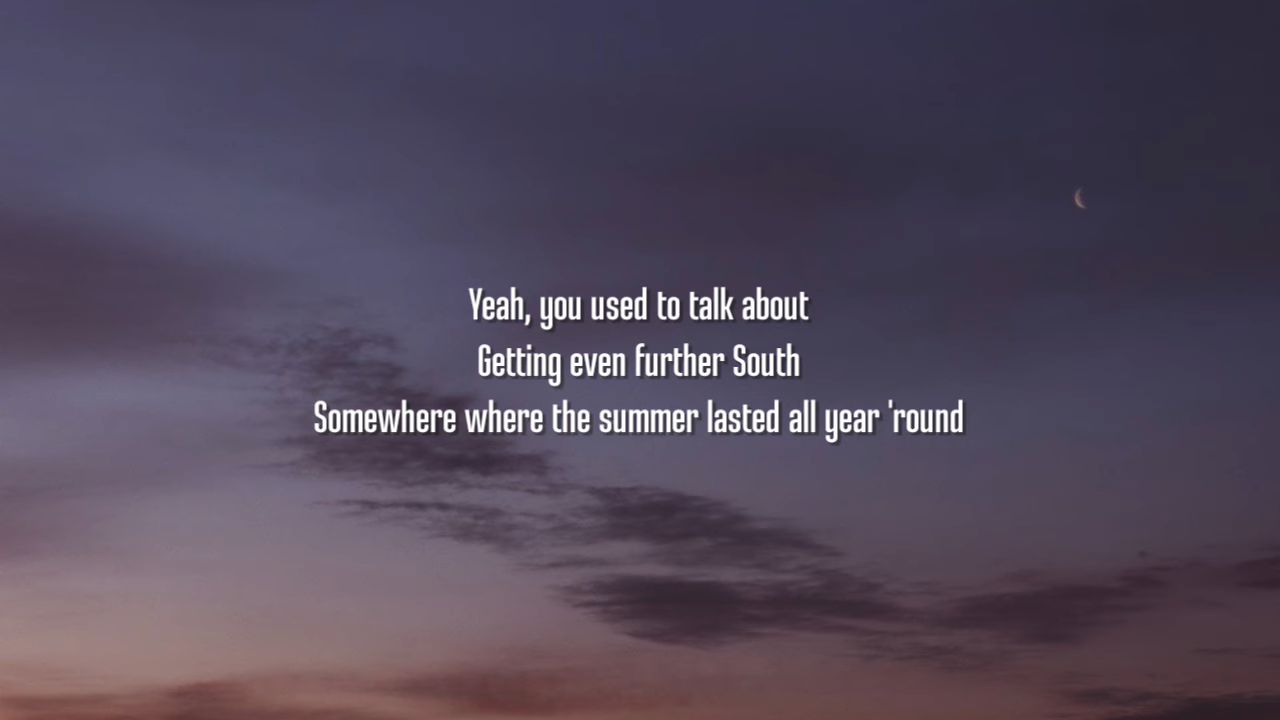 Yeah, you used to talk about
Getting even further South
Somewhere where the summer lasted all year 'round